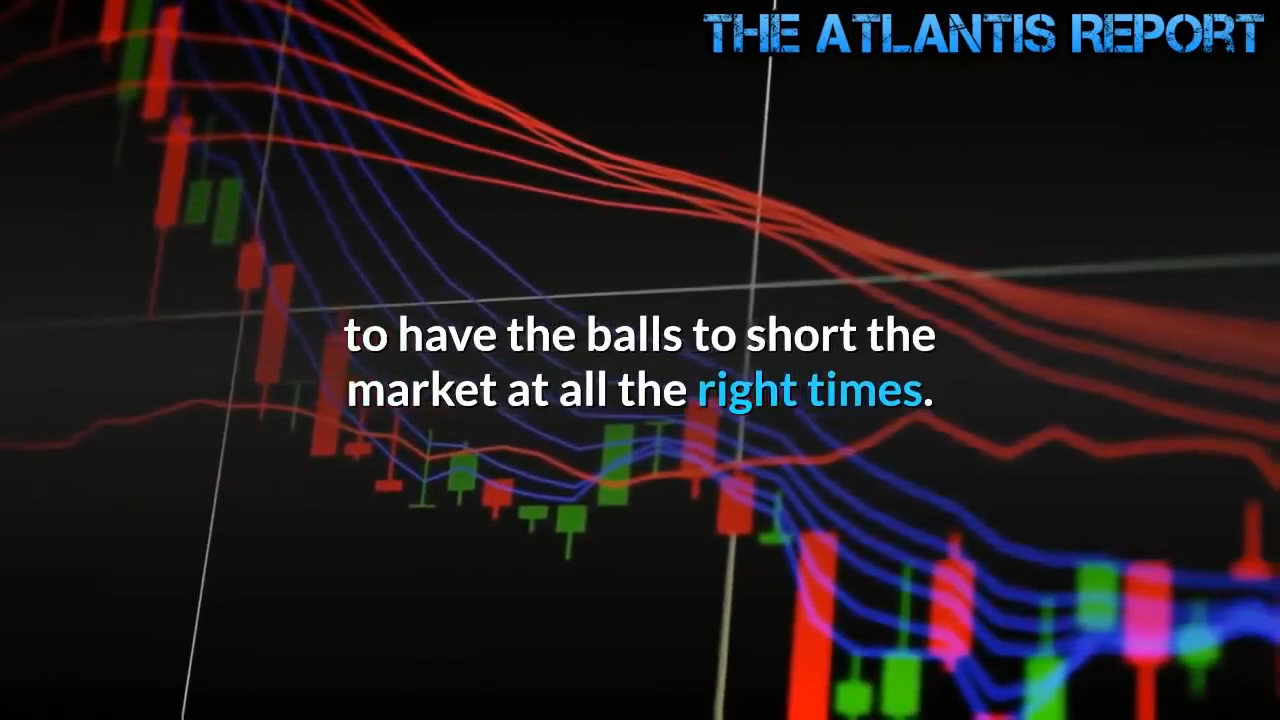 THE ATLANTIS REPORT
to have the balls to short the
market at all the right times.